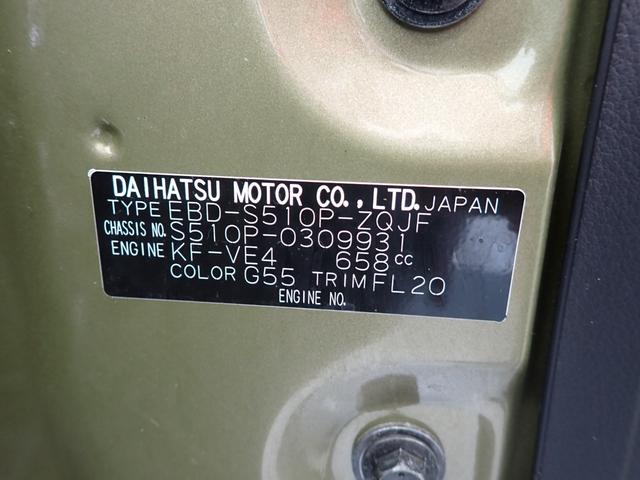 DAIHATSU MOTOR CO., LTD. JAPAN
TYPE EBD-S510P-ZQJF
CHASSIS NO. S510P-0309931
ENGINE KF-VE4 658cc
COLOR G55 TRIM FL20
ENGINE NO.